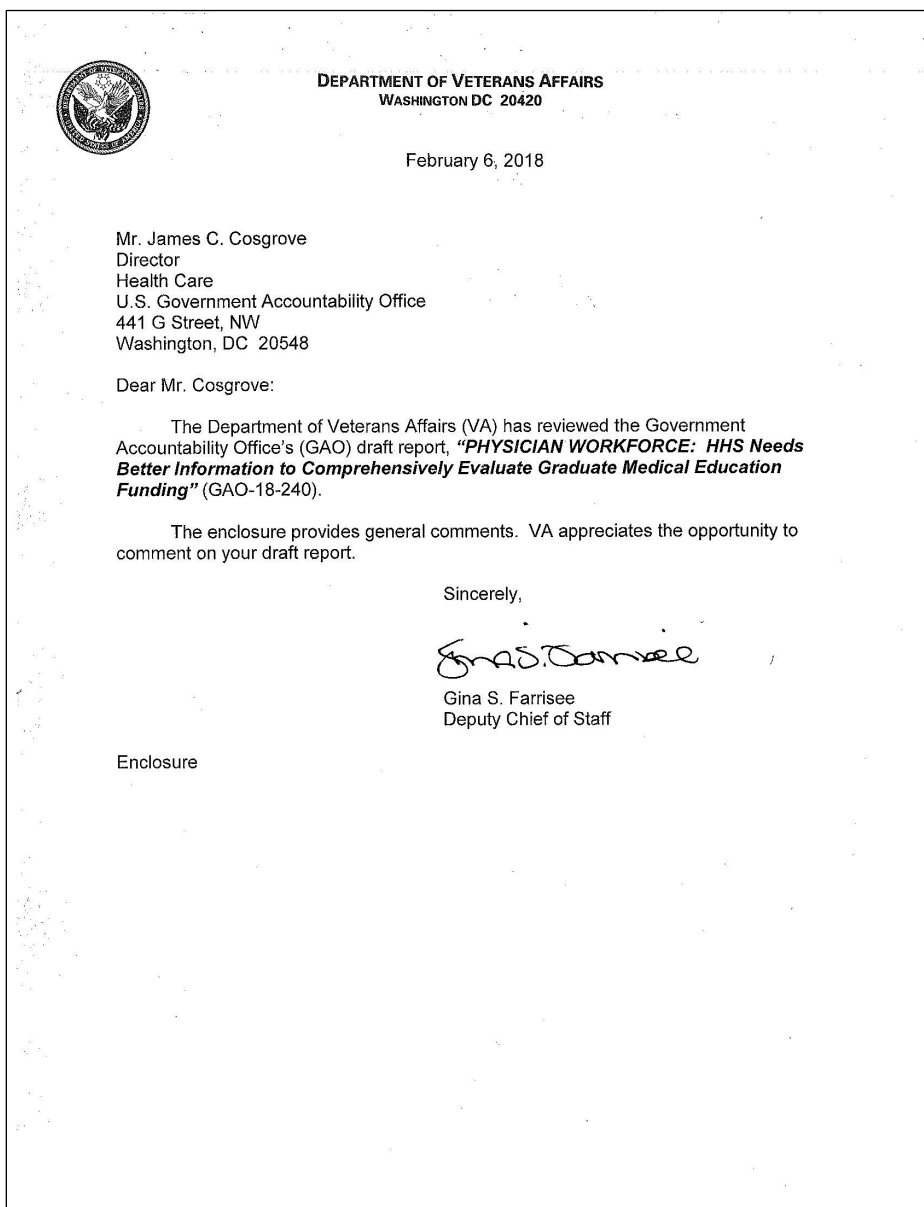 DEPARTMENT OF VETERANS AFFAIRS
WASHINGTON DC 20420
February 6, 2018
Mr. James C. Cosgrove
Director
Health Care
U.S. Government Accountability Office
441 G Street, NW
Washington, DC 20548
Dear Mr. Cosgrove:
The Department of Veterans Affairs (VA) has reviewed the Government
Accountability Office's (GAO) draft report, "PHYSICIAN WORKFORCE: HHS Needs
Better Information to Comprehensively Evaluate Graduate Medical Education
Funding" (GAO-18-240).
The enclosure provides general comments. VA appreciates the opportunity to
comment on your draft report.
Sincerely,
Gina S. Farrisee
Gina S. Farrisee
Deputy Chief of Staff
Enclosure